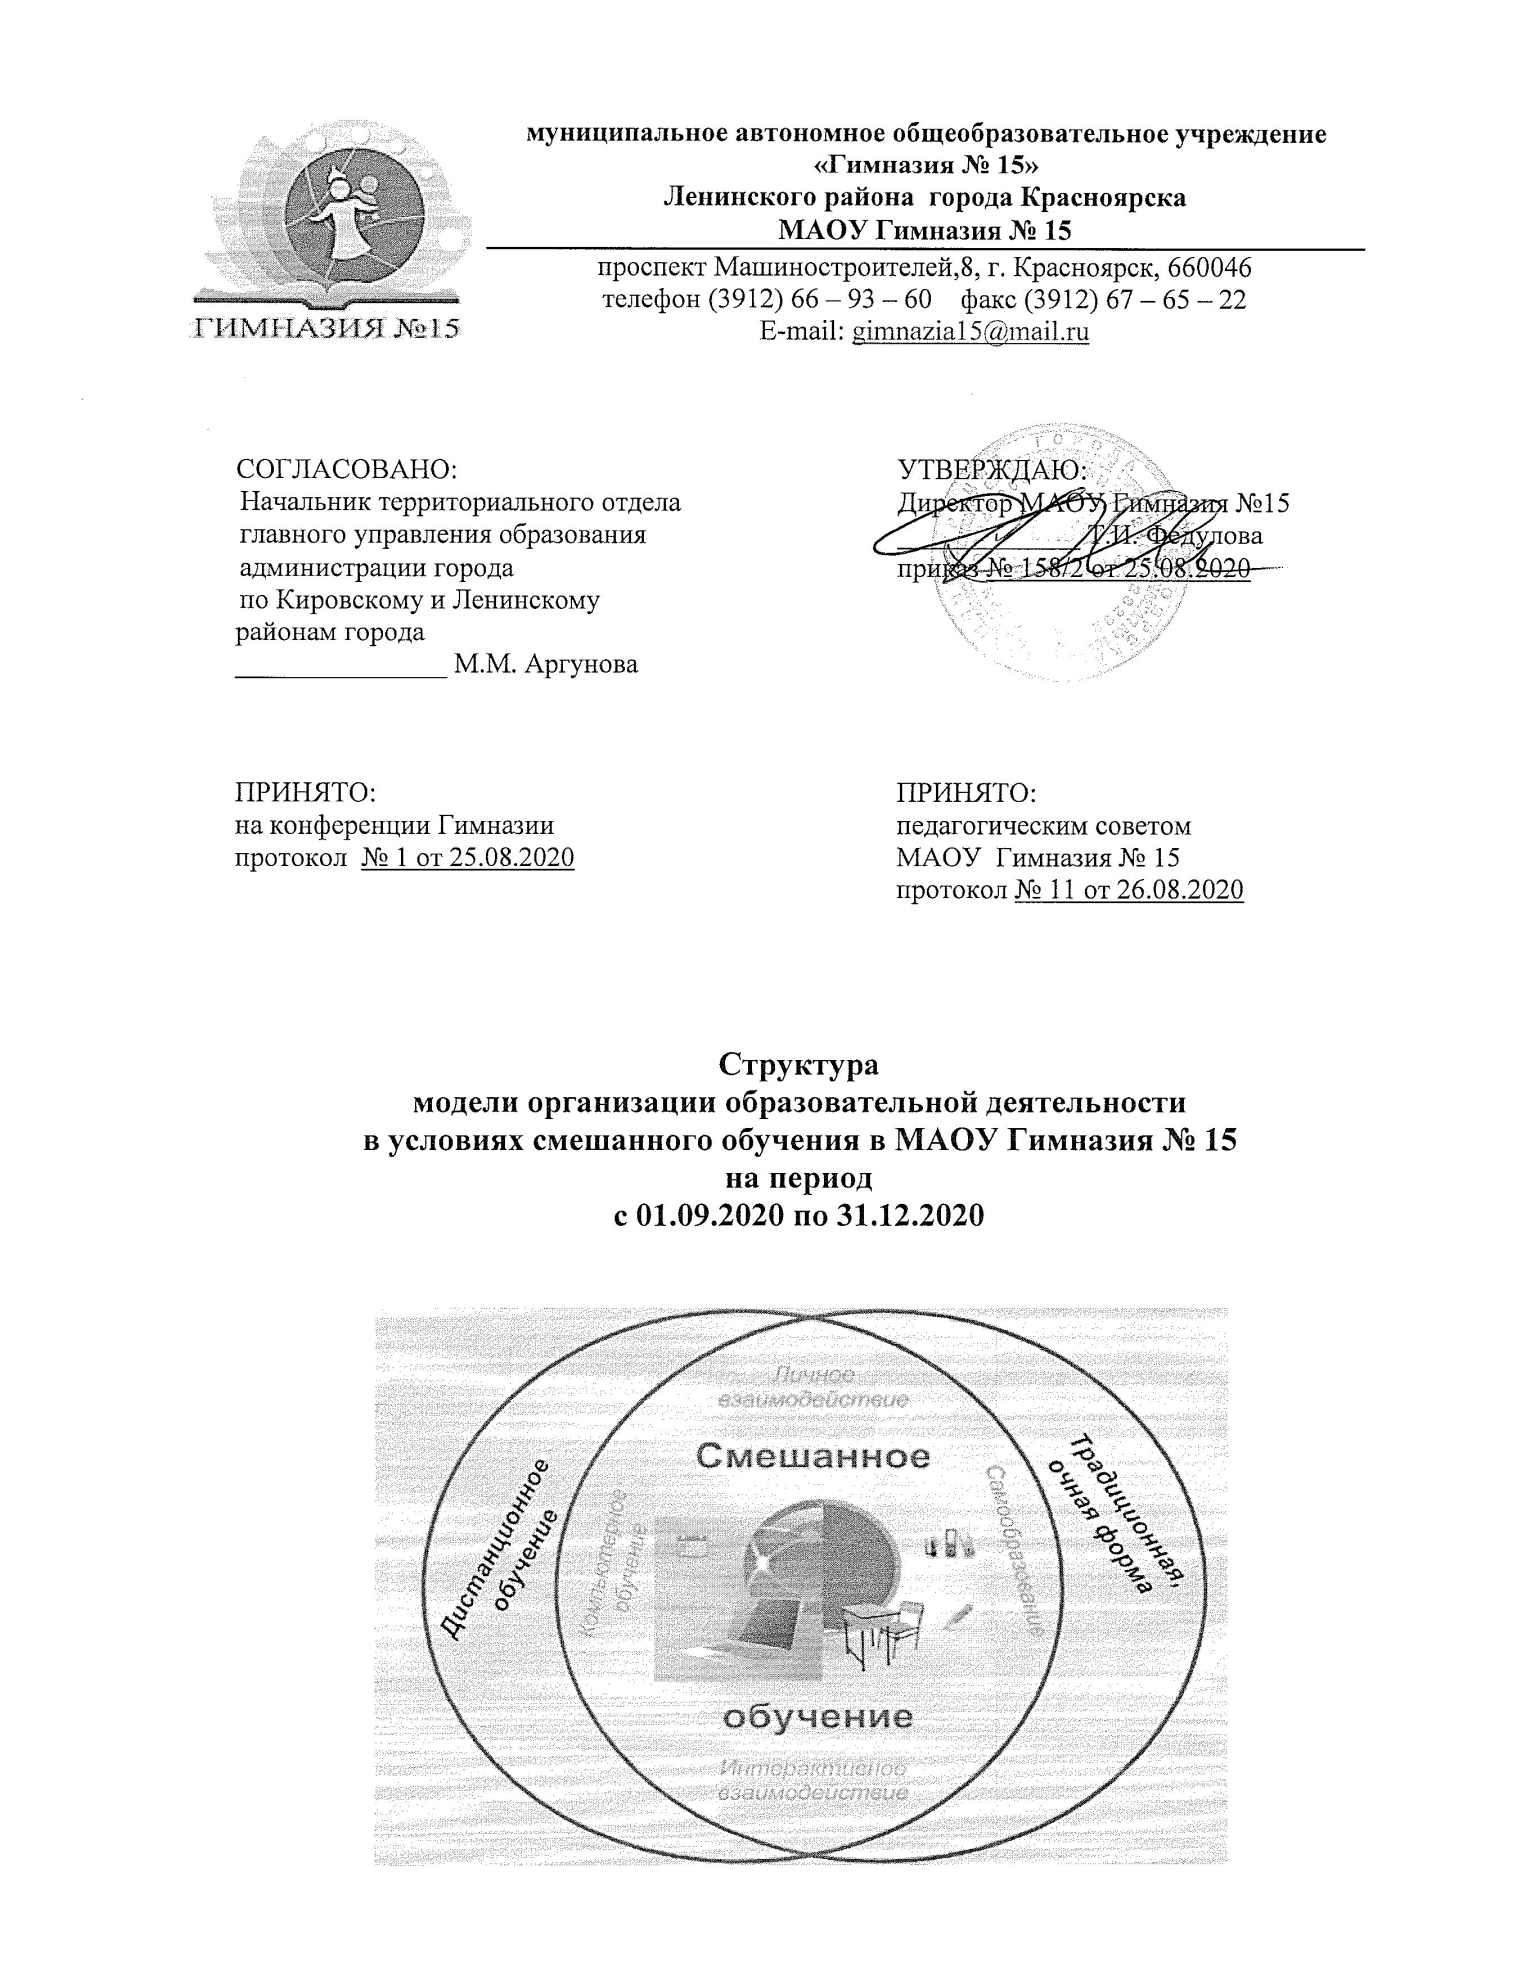 муниципальное автономное общеобразовательное учреждение
«Гимназия № 15»
Ленинского района города Красноярска
МАОУ Гимназия № 15
проспект Машиностроителей,8, г. Красноярск, 660046
телефон (3912) 66 – 93 – 60 факс (3912) 67 – 65 – 22
E-mail: gimnazia15@mail.ru
ГИМНАЗИЯ №15
СОГЛАСОВАНО:
Начальник территориального отдела
главного управления образования
администрации города
по Кировскому и Ленинскому
районам города
_______________ М.М. Аргунова
УТВЕРЖДАЮ:
Директор МАОУ Гимназия №15
_____________ Т.И. Федулова
приказ № 158/2 от 25.08.2020
ГОРОДА
ПРИНЯТО:
на конференции Гимназии
протокол № 1 от 25.08.2020
ПРИНЯТО:
педагогическим советом
МАОУ Гимназия № 15
протокол № 11 от 26.08.2020
Структура
модели организации образовательной деятельности
в условиях смешанного обучения в МАОУ Гимназия № 15
на период
с 01.09.2020 по 31.12.2020
Личное
взаимодействие
Смешанное
Дистанционное
обучение
Компьютерное
обучение
Самообразование
Традиционная,
очная форма
обучение
Интерактивное
взаимодействие